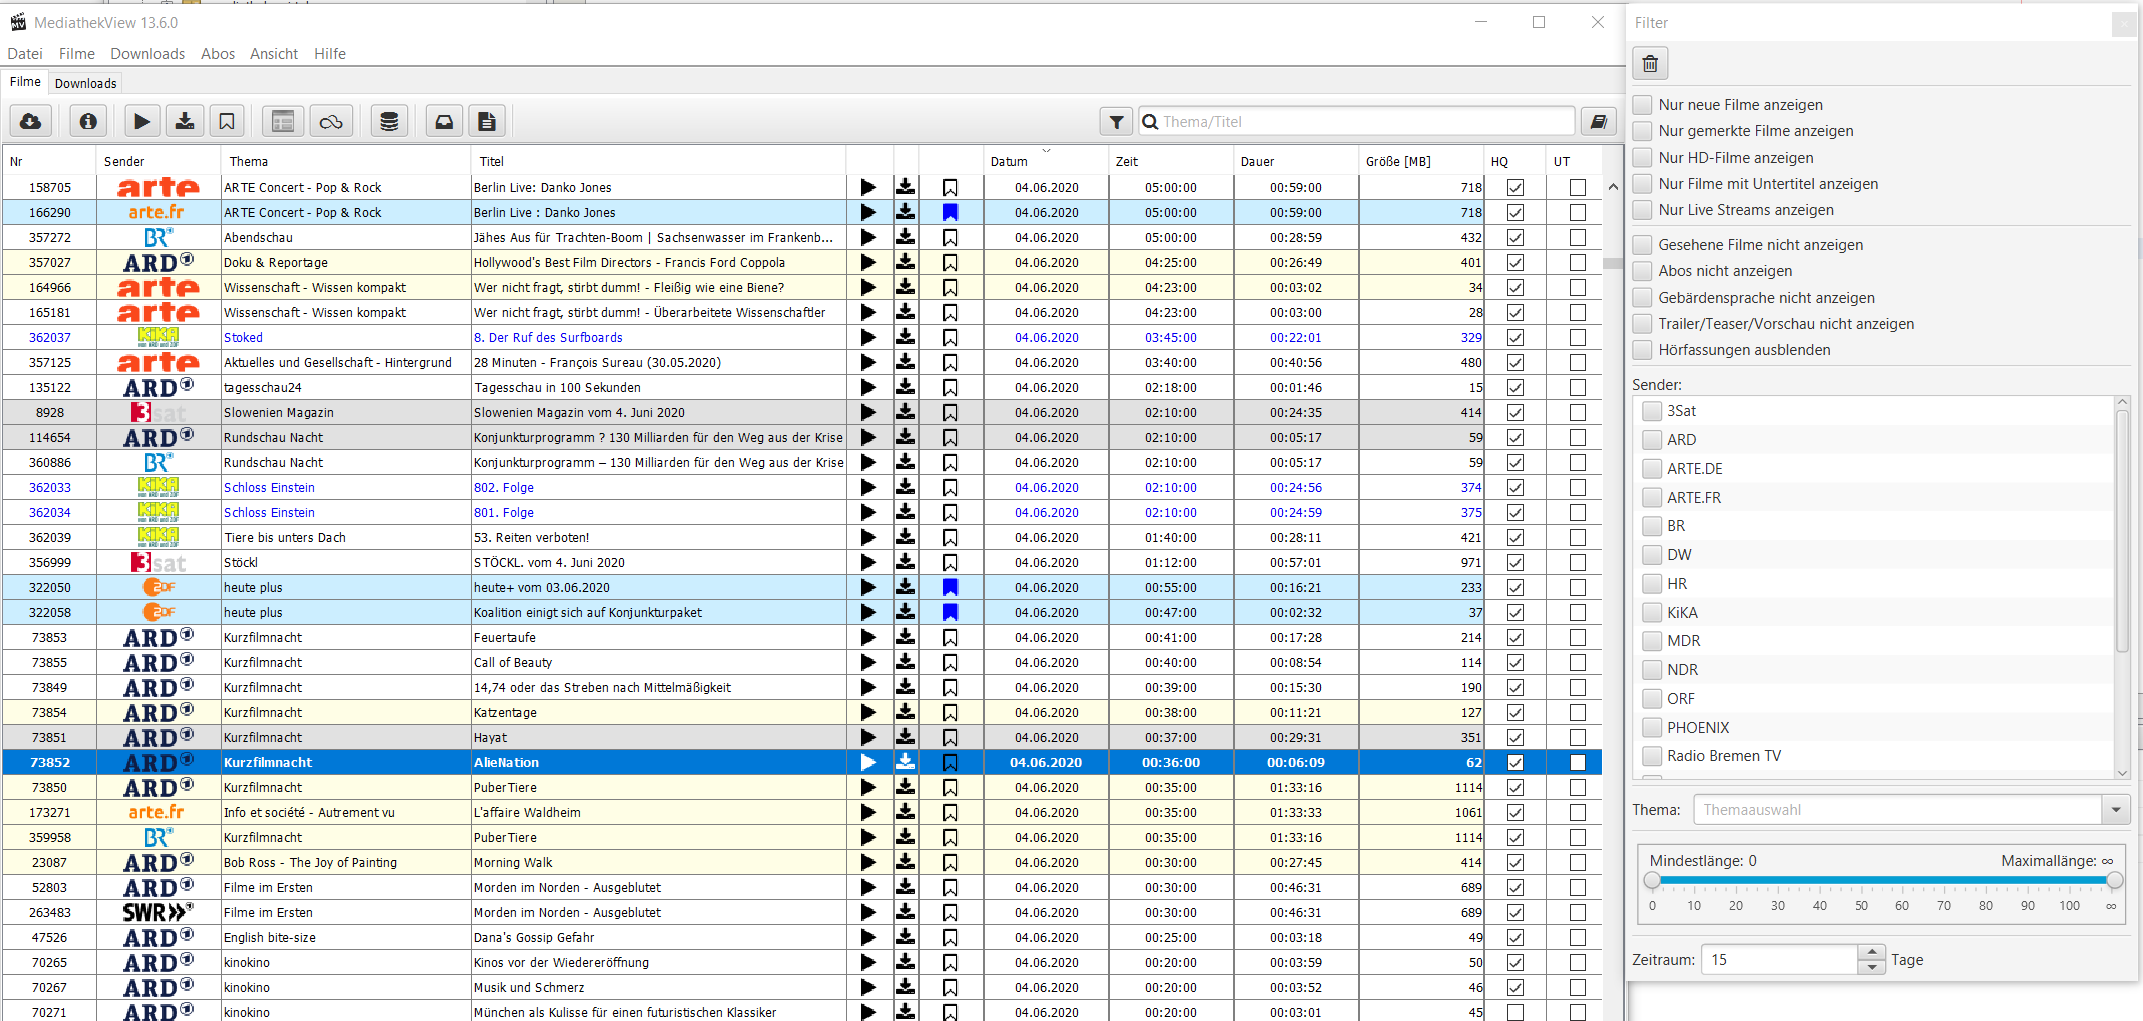 MediathekView 13.6.0
Datei Filme Downloads Abos Ansicht Hilfe
Filme Downloads
Thema/Titel
Nr Sender Thema Titel Datum Zeit Dauer Größe [MB] HQ UT
158705 arte ARTE Concert - Pop & Rock Berlin Live: Danko Jones 04.06.2020 05:00:00 00:59:00 718
166290 arte.fr ARTE Concert - Pop & Rock Berlin Live : Danko Jones 04.06.2020 05:00:00 00:59:00 718
357272 BR Abendschau Jähes Aus für Trachten-Boom | Sachsenwasser im Frankenb... 04.06.2020 05:00:00 00:28:59 432
357027 ARD Doku & Reportage Hollywood's Best Film Directors - Francis Ford Coppola 04.06.2020 04:25:00 00:26:49 401
164966 arte Wissenschaft - Wissen kompakt Wer nicht fragt, stirbt dumm! - Fleißig wie eine Biene? 04.06.2020 04:23:00 00:03:02 34
165181 arte Wissenschaft - Wissen kompakt Wer nicht fragt, stirbt dumm! - Überarbeitete Wissenschaftler 04.06.2020 04:23:00 00:03:00 28
362037 KiKA Stoked 8. Der Ruf des Surfboards 04.06.2020 03:45:00 00:22:01 329
357125 arte Aktuelles und Gesellschaft - Hintergrund 28 Minuten - François Sureau (30.05.2020) 04.06.2020 03:40:00 00:40:56 480
135122 ARD tagesschau24 Tagesschau in 100 Sekunden 04.06.2020 02:18:00 00:01:46 15
8928 3sat Slowenien Magazin Slowenien Magazin vom 4. Juni 2020 04.06.2020 02:10:00 00:24:35 414
114654 ARD Rundschau Nacht Konjunkturprogramm ? 130 Milliarden für den Weg aus der Krise 04.06.2020 02:10:00 00:05:17 59
360886 BR Rundschau Nacht Konjunkturprogramm – 130 Milliarden für den Weg aus der Krise 04.06.2020 02:10:00 00:05:17 59
362033 KiKA Schloss Einstein 802. Folge 04.06.2020 02:10:00 00:24:56 374
362034 KiKA Schloss Einstein 801. Folge 04.06.2020 02:10:00 00:24:59 375
362039 KiKA Tiere bis unters Dach 53. Reiten verboten! 04.06.2020 01:40:00 00:28:11 421
356999 3sat Stöckl STÖCKL. vom 4. Juni 2020 04.06.2020 01:12:00 00:57:01 971
322050 ZDF heute plus heute+ vom 03.06.2020 04.06.2020 00:55:00 00:16:21 233
322058 ZDF heute plus Koalition einigt sich auf Konjunkturpaket 04.06.2020 00:47:00 00:02:32 37
73853 ARD Kurzfilmnacht Feuertaufe 04.06.2020 00:41:00 00:17:28 214
73855 ARD Kurzfilmnacht Call of Beauty 04.06.2020 00:40:00 00:08:54 114
73849 ARD Kurzfilmnacht 14,74 oder das Streben nach Mittelmäßigkeit 04.06.2020 00:39:00 00:15:30 190
73854 ARD Kurzfilmnacht Katzentage 04.06.2020 00:38:00 00:11:21 127
73851 ARD Kurzfilmnacht Hayat 04.06.2020 00:37:00 00:29:31 351
73852 ARD Kurzfilmnacht AlieNation 04.06.2020 00:36:00 00:06:09 62
73850 ARD Kurzfilmnacht PuberTiere 04.06.2020 00:35:00 01:33:16 1114
173271 arte.fr Info et société - Autrement vu L'affaire Waldheim 04.06.2020 00:35:00 01:33:33 1061
359958 BR Kurzfilmnacht PuberTiere 04.06.2020 00:35:00 01:33:16 1114
23087 ARD Bob Ross - The Joy of Painting Morning Walk 04.06.2020 00:30:00 00:27:45 414
52803 ARD Filme im Ersten Morden im Norden - Ausgeblutet 04.06.2020 00:30:00 00:46:31 689
263483 SWR Filme im Ersten Morden im Norden - Ausgeblutet 04.06.2020 00:30:00 00:46:31 689
47526 ARD English bite-size Dana's Gossip Gefahr 04.06.2020 00:25:00 00:03:18 49
70265 ARD kinokino Kinos vor der Wiedereröffnung 04.06.2020 00:20:00 00:03:59 50
70267 ARD kinokino Musik und Schmerz 04.06.2020 00:20:00 00:03:52 46
70271 ARD kinokino München als Kulisse für einen futuristischen Klassiker 04.06.2020 00:20:00 00:03:01 45
Filter
Nur neue Filme anzeigen
Nur gemerkte Filme anzeigen
Nur HD-Filme anzeigen
Nur Filme mit Untertitel anzeigen
Nur Live Streams anzeigen
Gesehene Filme nicht anzeigen
Abos nicht anzeigen
Gebärdensprache nicht anzeigen
Trailer/Teaser/Vorschau nicht anzeigen
Hörfassungen ausblenden
Sender:
3Sat
ARD
ARTE.DE
ARTE.FR
BR
DW
HR
KiKA
MDR
NDR
ORF
PHOENIX
Radio Bremen TV
Thema: Themaauswahl
Mindestlänge: 0 Maximallänge: ∞
0 10 20 30 40 50 60 70 80 90 100 ∞
Zeitraum: 15 Tage